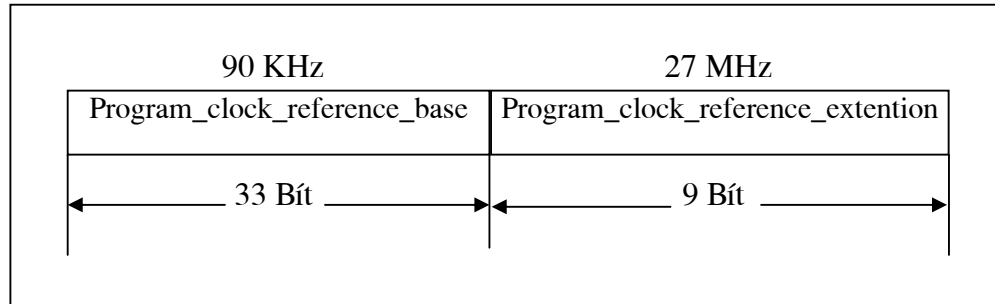 90 KHz 27 MHz
Program_clock_reference_base Program_clock_reference_extention
33 Bít 9 Bít